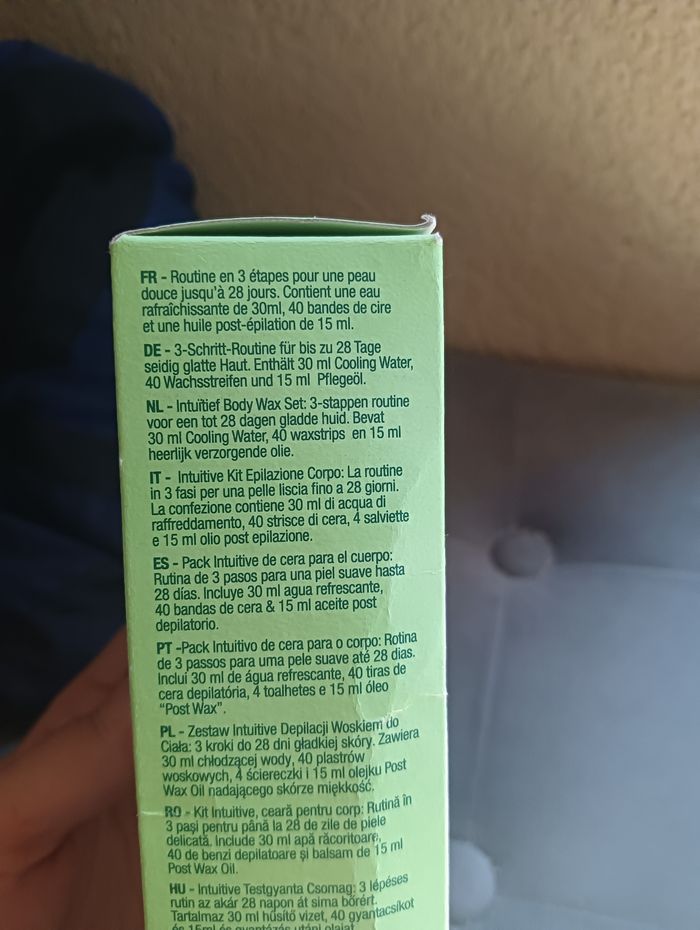 FR - Routine en 3 étapes pour une peau
douce jusqu'à 28 jours. Contient une eau
rafraîchissante de 30ml, 40 bandes de cire
et une huile post-épilation de 15 ml.
DE - 3-Schritt-Routine für bis zu 28 Tage
seidig glatte Haut. Enthält 30 ml Cooling Water,
40 Wachsstreifen und 15 ml Pflegeöl.
NL - Intuïtief Body Wax Set: 3-stappen routine
voor een tot 28 dagen gladde huid. Bevat
30 ml Cooling Water, 40 waxstrips en 15 ml
heerlijk verzorgende olie.
IT - Intuitive Kit Epilazione Corpo: La routine
in 3 fasi per una pelle liscia fino a 28 giorni.
La confezione contiene 30 ml di acqua di
raffreddamento, 40 strisce di cera, 4 salviette
e 15 ml olio post epilazione.
ES - Pack Intuitive de cera para el cuerpo:
Rutina de 3 pasos para una piel suave hasta
28 días. Incluye 30 ml agua refrescante,
40 bandas de cera & 15 ml aceite post
depilatorio.
PT -Pack Intuitivo de cera para o corpo: Rotina
de 3 passos para uma pele suave até 28 dias.
Inclui 30 ml de água refrescante, 40 tiras de
cera depilatória, 4 toalhetes e 15 ml óleo
“Post Wax”.
PL - Zestaw Intuitive Depilacji Woskiem do
Ciała: 3 kroki do 28 dni gładkiej skóry. Zawiera
30 ml chłodzącej wody, 40 plastrów
woskowych, 4 ściereczki i 15 ml olejku Post
Wax Oil nadającego skórze miękkość.
RO - Kit Intuitive, ceară pentru corp: Rutină în
3 pași pentru până la 28 de zile de piele
delicată. Include 30 ml apă răcoritoare,
40 de benzi depilatoare și balsam de 15 ml
Post Wax Oil.
HU - Intuitive Testgyanta Csomag: 3 lépéses
rutin az akár 28 napon át sima bőrért.
Tartalmaz 30 ml hűsítő vizet, 40 gyantacsíkot
és 15ml és gyantázás utáni olajat